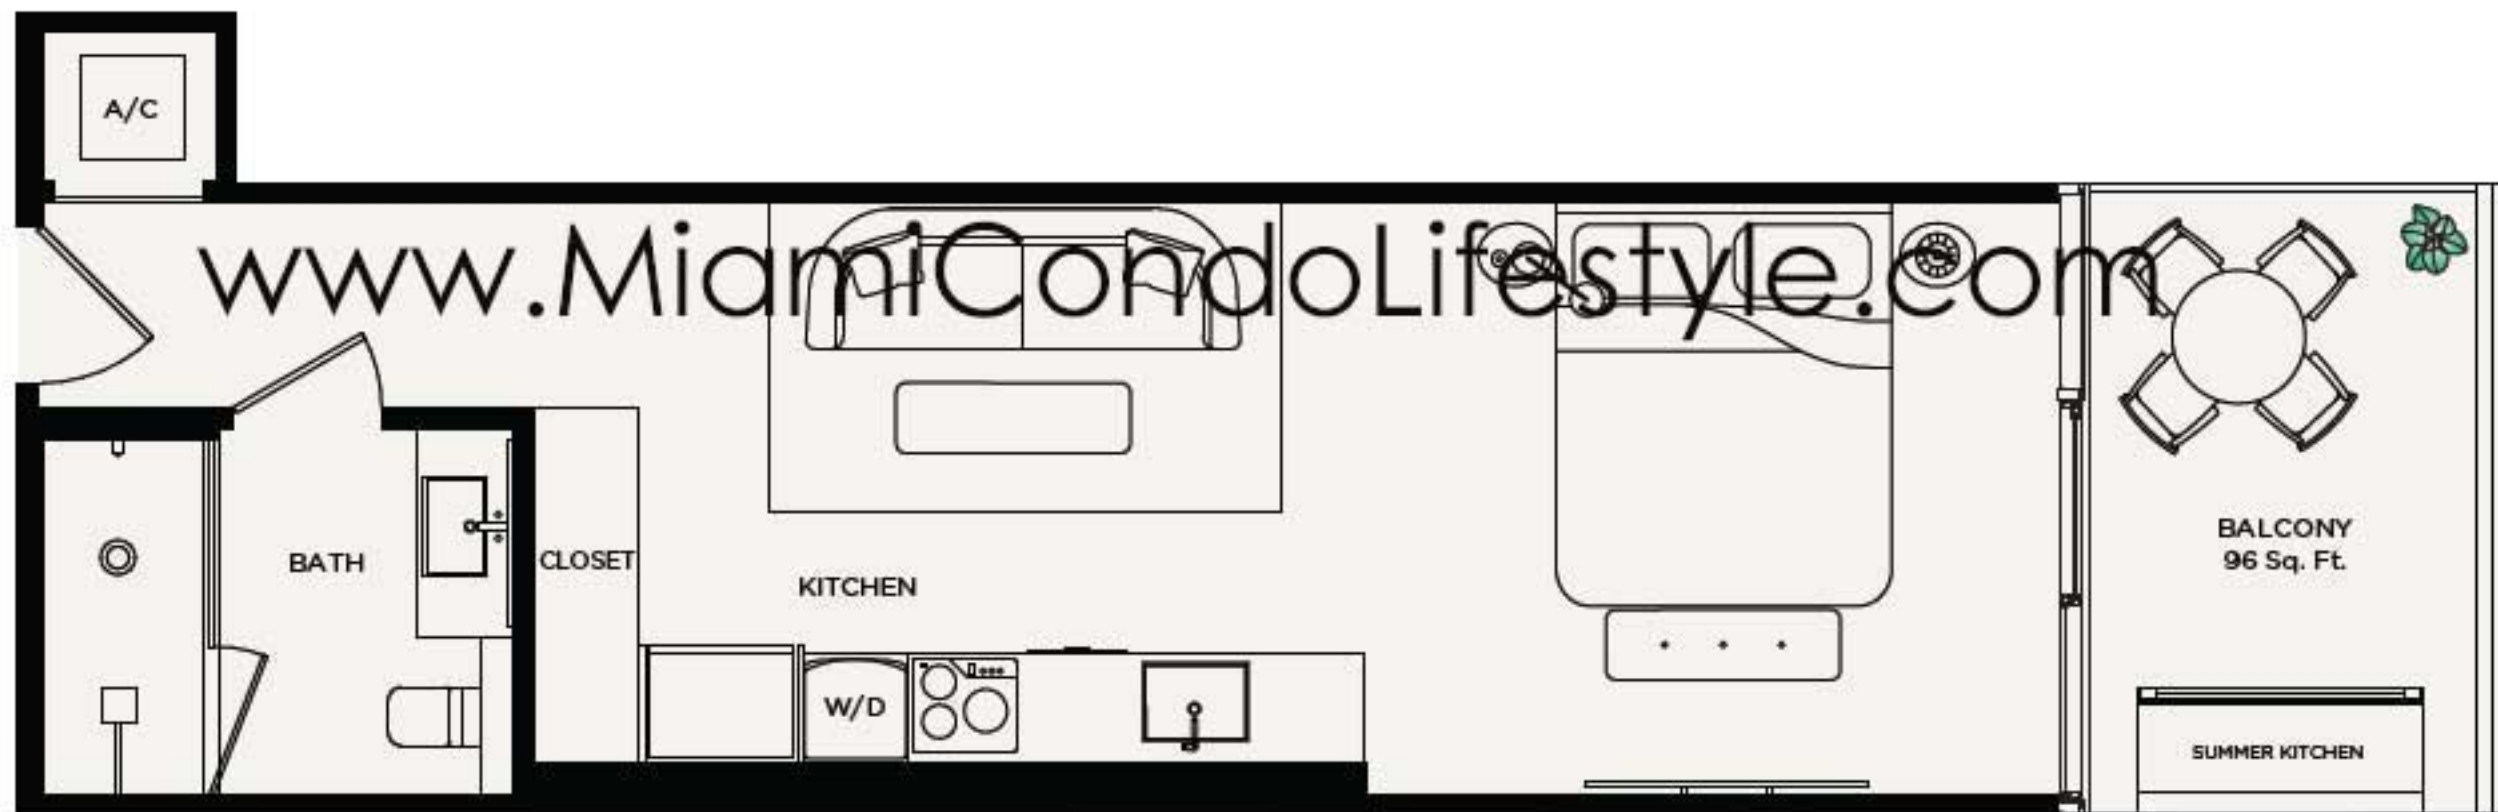 A/C
www.MiamiCondoLifestyle.com
BATH
CLOSET
KITCHEN
W/D
BALCONY
96 Sq. Ft.
SUMMER KITCHEN